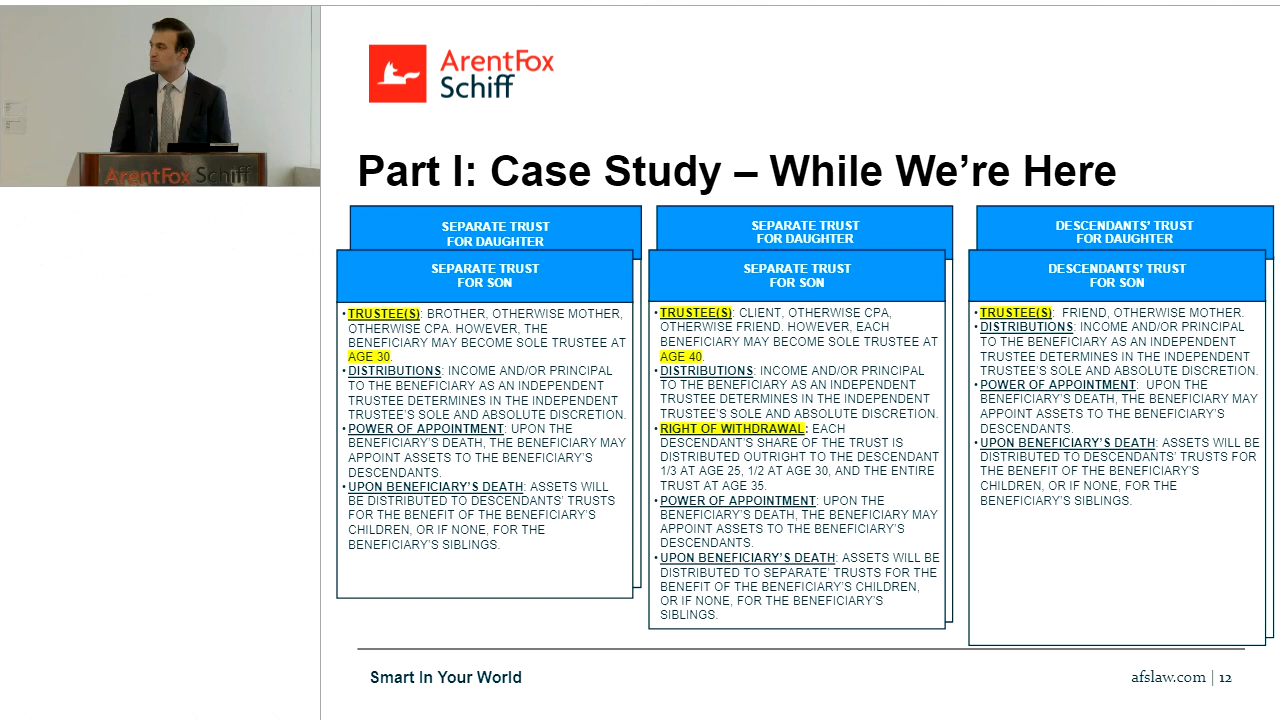 ArentFox Schiff
ArentFox
Schiff
Part I: Case Study – While We're Here
SEPARATE TRUST
FOR DAUGHTER
SEPARATE TRUST
FOR SON
•TRUSTEE(S): BROTHER, OTHERWISE MOTHER,
OTHERWISE CPA. HOWEVER, THE
BENEFICIARY MAY BECOME SOLE TRUSTEE AT
AGE 30.
•DISTRIBUTIONS: INCOME AND/OR PRINCIPAL
TO THE BENEFICIARY AS AN INDEPENDENT
TRUSTEE DETERMINES IN THE INDEPENDENT
TRUSTEE'S SOLE AND ABSOLUTE DISCRETION.
•POWER OF APPOINTMENT: UPON THE
BENEFICIARY'S DEATH, THE BENEFICIARY MAY
APPOINT ASSETS TO THE BENEFICIARY'S
DESCENDANTS.
•UPON BENEFICIARY'S DEATH: ASSETS WILL
BE DISTRIBUTED TO DESCENDANTS' TRUSTS
FOR THE BENEFIT OF THE BENEFICIARY'S
CHILDREN, OR IF NONE, FOR THE
BENEFICIARY'S SIBLINGS.
SEPARATE TRUST
FOR DAUGHTER
SEPARATE TRUST
FOR SON
•TRUSTEE(S): CLIENT, OTHERWISE CPA,
OTHERWISE FRIEND. HOWEVER, EACH
BENEFICIARY MAY BECOME SOLE TRUSTEE AT
AGE 40.
•DISTRIBUTIONS: INCOME AND/OR PRINCIPAL
TO THE BENEFICIARY AS AN INDEPENDENT
TRUSTEE DETERMINES IN THE INDEPENDENT
TRUSTEE'S SOLE AND ABSOLUTE DISCRETION.
•RIGHT OF WITHDRAWAL: EACH
DESCENDANT'S SHARE OF THE TRUST IS
DISTRIBUTED OUTRIGHT TO THE DESCENDANT
1/3 AT AGE 25, 1/2 AT AGE 30, AND THE ENTIRE
TRUST AT AGE 35.
•POWER OF APPOINTMENT: UPON THE
BENEFICIARY'S DEATH, THE BENEFICIARY MAY
APPOINT ASSETS TO THE BENEFICIARY'S
DESCENDANTS.
•UPON BENEFICIARY'S DEATH: ASSETS WILL BE
DISTRIBUTED TO SEPARATE' TRUSTS FOR THE
BENEFIT OF THE BENEFICIARY'S CHILDREN,
OR IF NONE, FOR THE BENEFICIARY'S
SIBLINGS.
DESCENDANTS' TRUST
FOR DAUGHTER
DESCENDANTS' TRUST
FOR SON
•TRUSTEE(S): FRIEND, OTHERWISE MOTHER.
•DISTRIBUTIONS: INCOME AND/OR PRINCIPAL
TO THE BENEFICIARY AS AN INDEPENDENT
TRUSTEE DETERMINES IN THE INDEPENDENT
TRUSTEE'S SOLE AND ABSOLUTE DISCRETION.
•POWER OF APPOINTMENT: UPON THE
BENEFICIARY'S DEATH, THE BENEFICIARY MAY
APPOINT ASSETS TO THE BENEFICIARY'S
DESCENDANTS.
•UPON BENEFICIARY'S DEATH: ASSETS WILL BE
DISTRIBUTED TO DESCENDANTS' TRUSTS FOR
THE BENEFIT OF THE BENEFICIARY'S
CHILDREN, OR IF NONE, FOR THE
BENEFICIARY'S SIBLINGS.
Smart In Your World
afslaw.com | 12